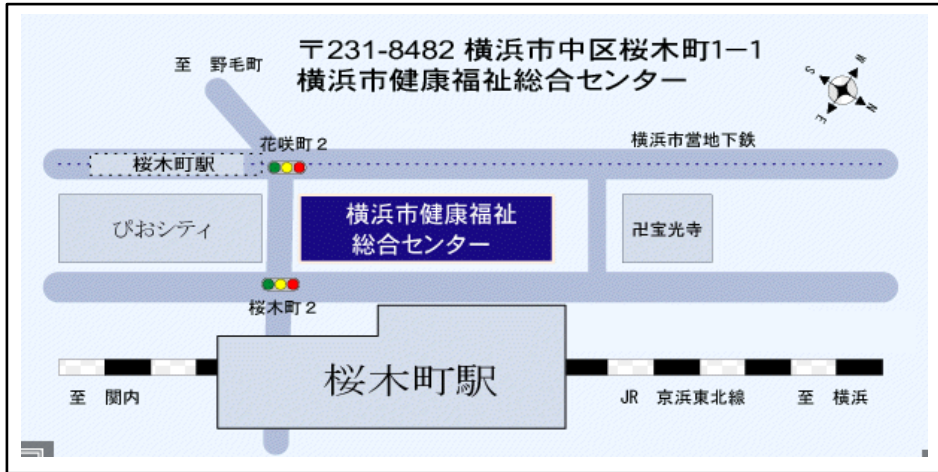 〒231-8482 横浜市中区桜木町1ー1
横浜市健康福祉総合センター
至 野毛町
S
W
E
N
花咲町2
横浜市営地下鉄
桜木町駅
ぴおシティ
横浜市健康福祉
総合センター
卍宝光寺
桜木町2
桜木町駅
至 関内
JR 京浜東北線
至 横浜